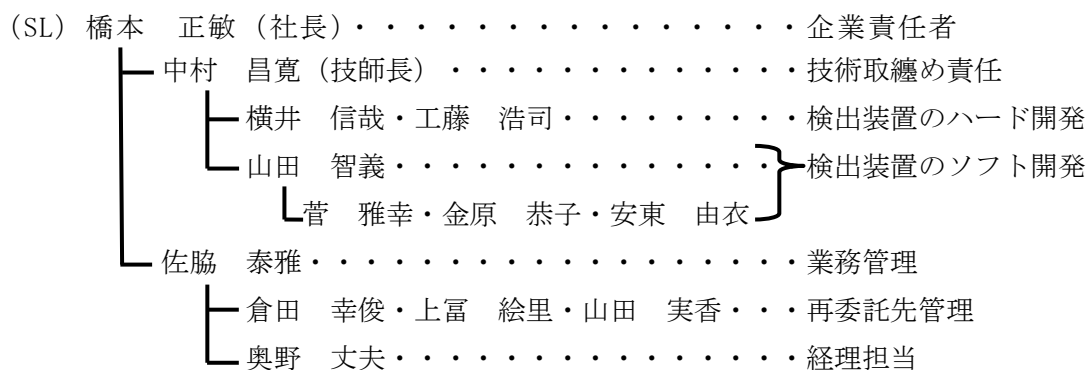 (SL) 橋本　正敏（社長）・・・・・・・・・・・・・・・企業責任者
中村　昌寛（技師長）・・・・・・・・・・・・・技術取纏め責任
横井　信哉・工藤　浩司・・・・・・・・・・検出装置のハード開発
山田　智義・・・・・・・・・・・・・・・・検出装置のソフト開発
菅　雅幸・金原　恭子・安東　由衣
佐脇　泰雅・・・・・・・・・・・・・・・・・・業務管理
倉田　幸俊・上冨　絵里・山田　実香・・・再委託先管理
奥野　丈夫・・・・・・・・・・・・・・・・経理担当